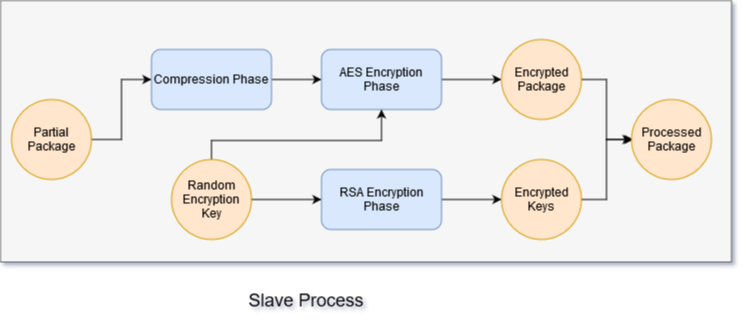 Partial
Package
Compression Phase
AES Encryption
Phase
Encrypted
Package
Processed
Package
Random
Encryption
Key
RSA Encryption
Phase
Encrypted
Keys
Slave Process